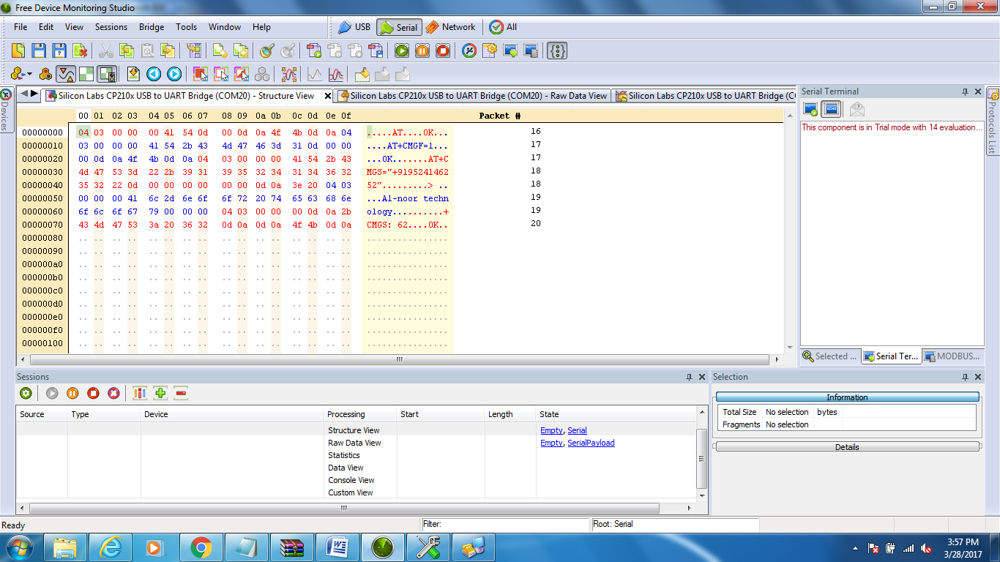 Free Device Monitoring Studio
File Edit View Sessions Bridge Tools Window Help USB Serial Network All
Devices
Silicon Labs CP210x USB to UART Bridge (COM20) - Structure View
Silicon Labs CP210x USB to UART Bridge (COM20) - Raw Data View
Silicon Labs CP210x USB to UART Bridge (C
00 01 02 03 04 05 06 07 08 09 0a 0b 0c 0d 0e 0f Packet #
00000000 04 03 00 00 00 41 54 0d 00 0d 0a 4f 4b 0d 0a 04 .....AT....OK... 16
00000010 03 00 00 00 41 54 2b 43 4d 47 46 3d 31 0d 00 00 ....AT+CMGF=1... 17
00000020 00 0d 0a 4f 4b 0d 0a 04 03 00 00 00 41 54 2b 43 ...OK.......AT+C 17
00000030 4d 47 53 3d 22 2b 39 31 39 35 32 34 31 34 36 32 MGS="+9195241462 18
00000040 35 32 22 0d 00 00 00 00 00 00 0d 0a 3e 20 04 03 52".........> .. 18
00000050 00 00 00 41 6c 2d 6e 6f 6f 72 20 74 65 63 68 6e ...Al-noor techn 19
00000060 6f 6c 6f 67 79 00 00 00 04 03 00 00 00 0d 0a 2b ology..........+ 19
00000070 43 4d 47 53 3a 20 36 32 0d 0a 0d 0a 4f 4b 0d 0a CMGS: 62....OK.. 20
00000080
00000090
000000a0
000000b0
000000c0
000000d0
000000e0
000000f0
00000100
Serial Terminal
This component is in Trial mode with 14 evaluation...
Selected ... Serial Ter... MODBUS...
Protocols List
Sessions
Source Type Device Processing Start Length State
Structure View Empty, Serial
Raw Data View Empty, SerialPayload
Statistics
Data View
Console View
Custom View
Selection
Information
Total Size No selection bytes
Fragments No selection
Details
Ready Filter: Root: Serial
3:57 PM
3/28/2017